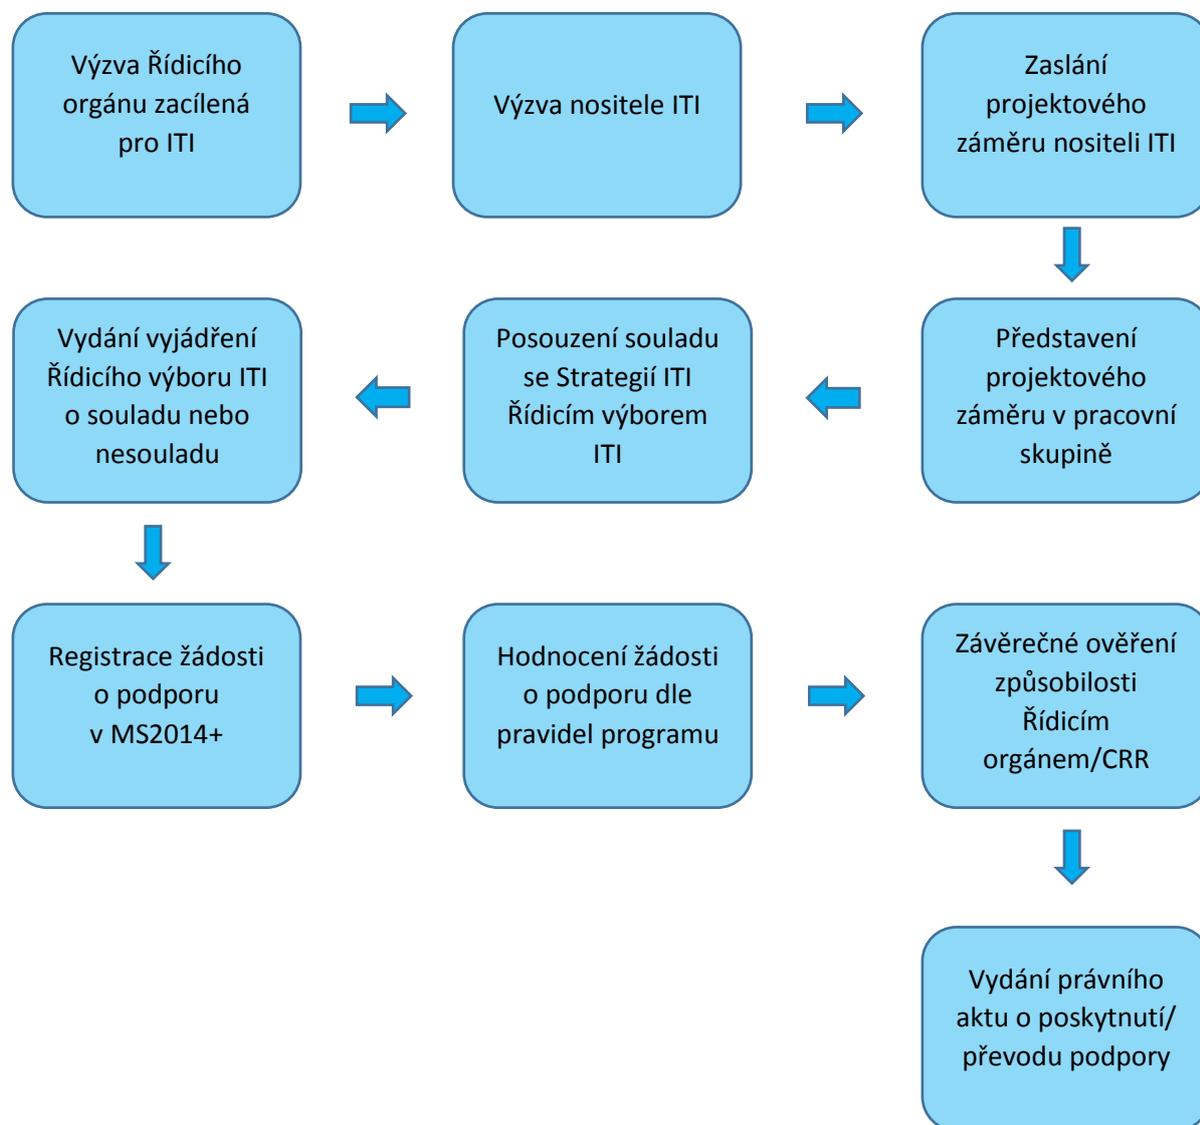 Výzva Řídicího
orgánu zacílená
pro ITI
Výzva nositele ITI
Zaslání
projektového
záměru nositeli ITI
Představení
projektového
záměru v pracovní
skupině
Posouzení souladu
se Strategií ITI
Řídicím výborem
ITI
Vydání vyjádření
Řídicího výboru ITI
o souladu nebo
nesouladu
Registrace žádosti
o podporu
v MS2014+
Hodnocení žádosti
o podporu dle
pravidel programu
Závěrečné ověření
způsobilosti
Řídicím
orgánem/CRR
Vydání právního
aktu o poskytnutí/
převodu podpory